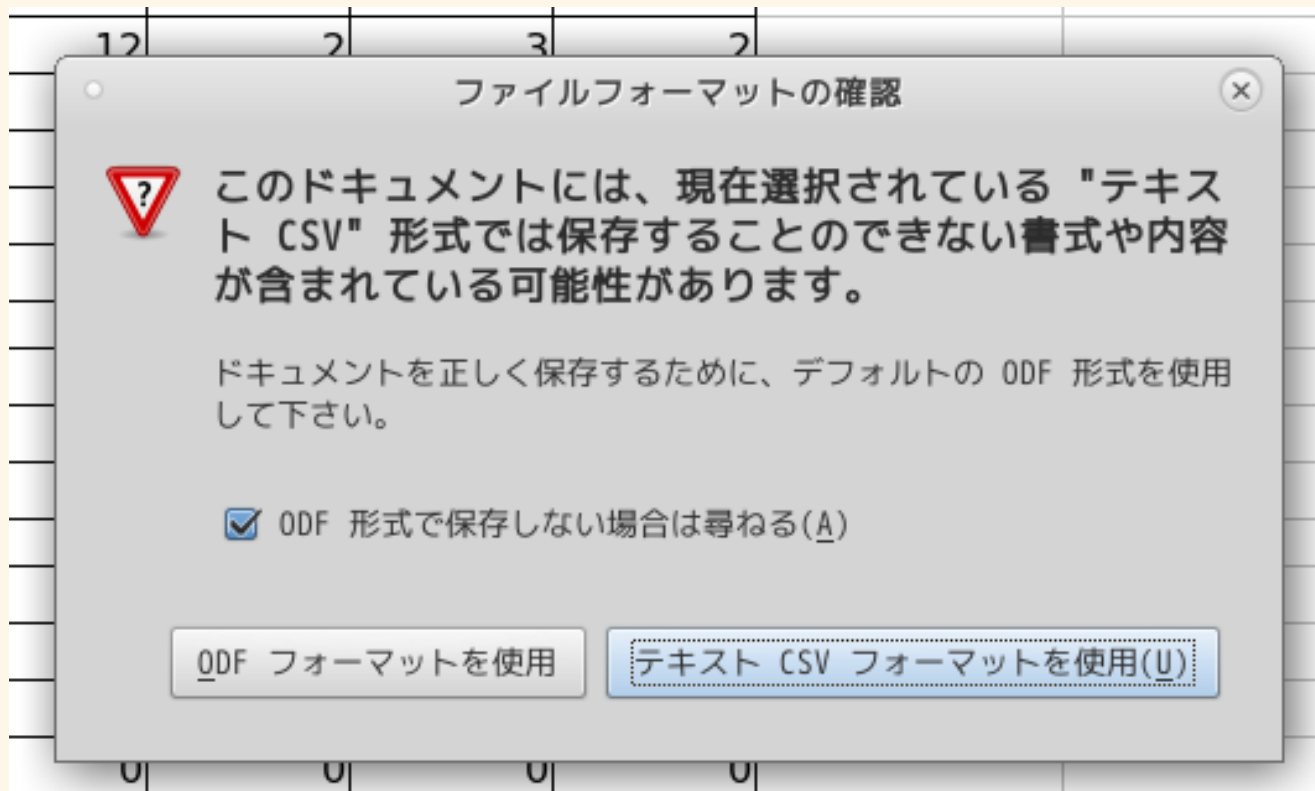 12 2 3 2
ファイルフォーマットの確認
?
このドキュメントには、現在選択されている "テキス
ト CSV" 形式では保存することのできない書式や内容
が含まれている可能性があります。
ドキュメントを正しく保存するために、デフォルトの ODF 形式を使用
して下さい。
ODF 形式で保存しない場合は尋ねる(A)
ODF フォーマットを使用 テキスト CSV フォーマットを使用(U)
0 0 0 0